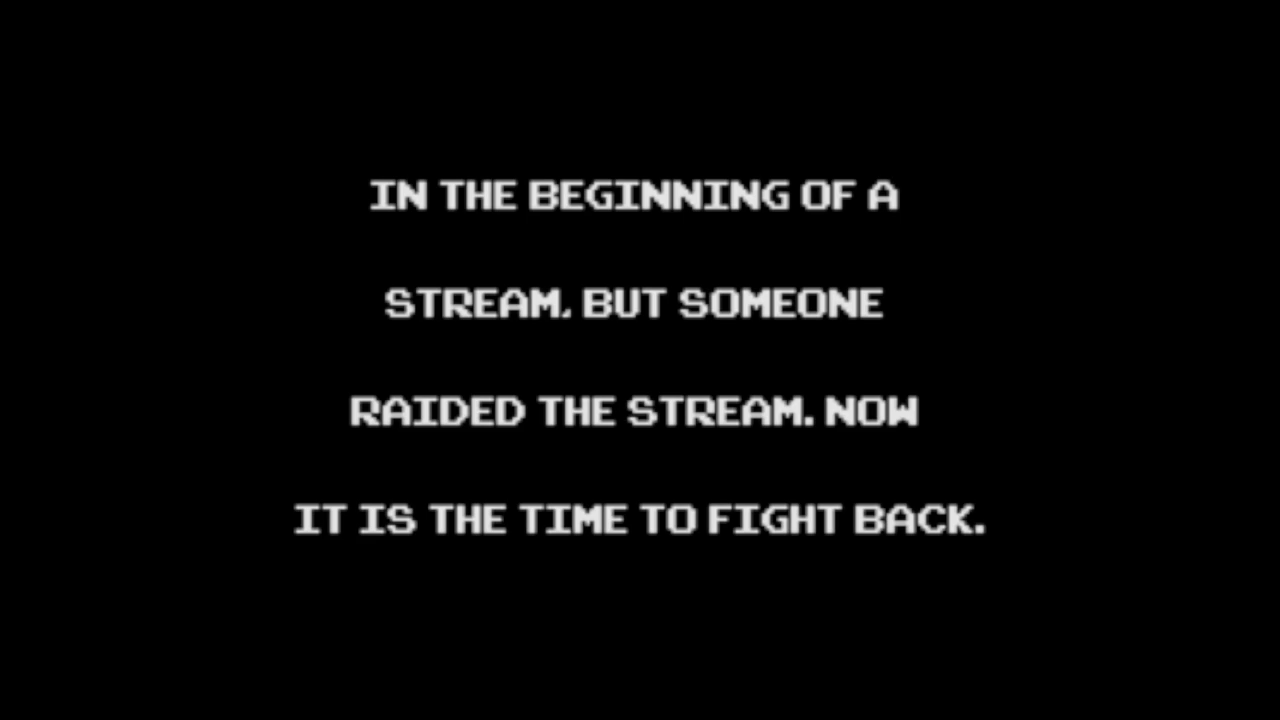 IN THE BEGINNING OF A
STREAM, BUT SOMEONE
RAIDED THE STREAM. NOW
IT IS THE TIME TO FIGHT BACK.